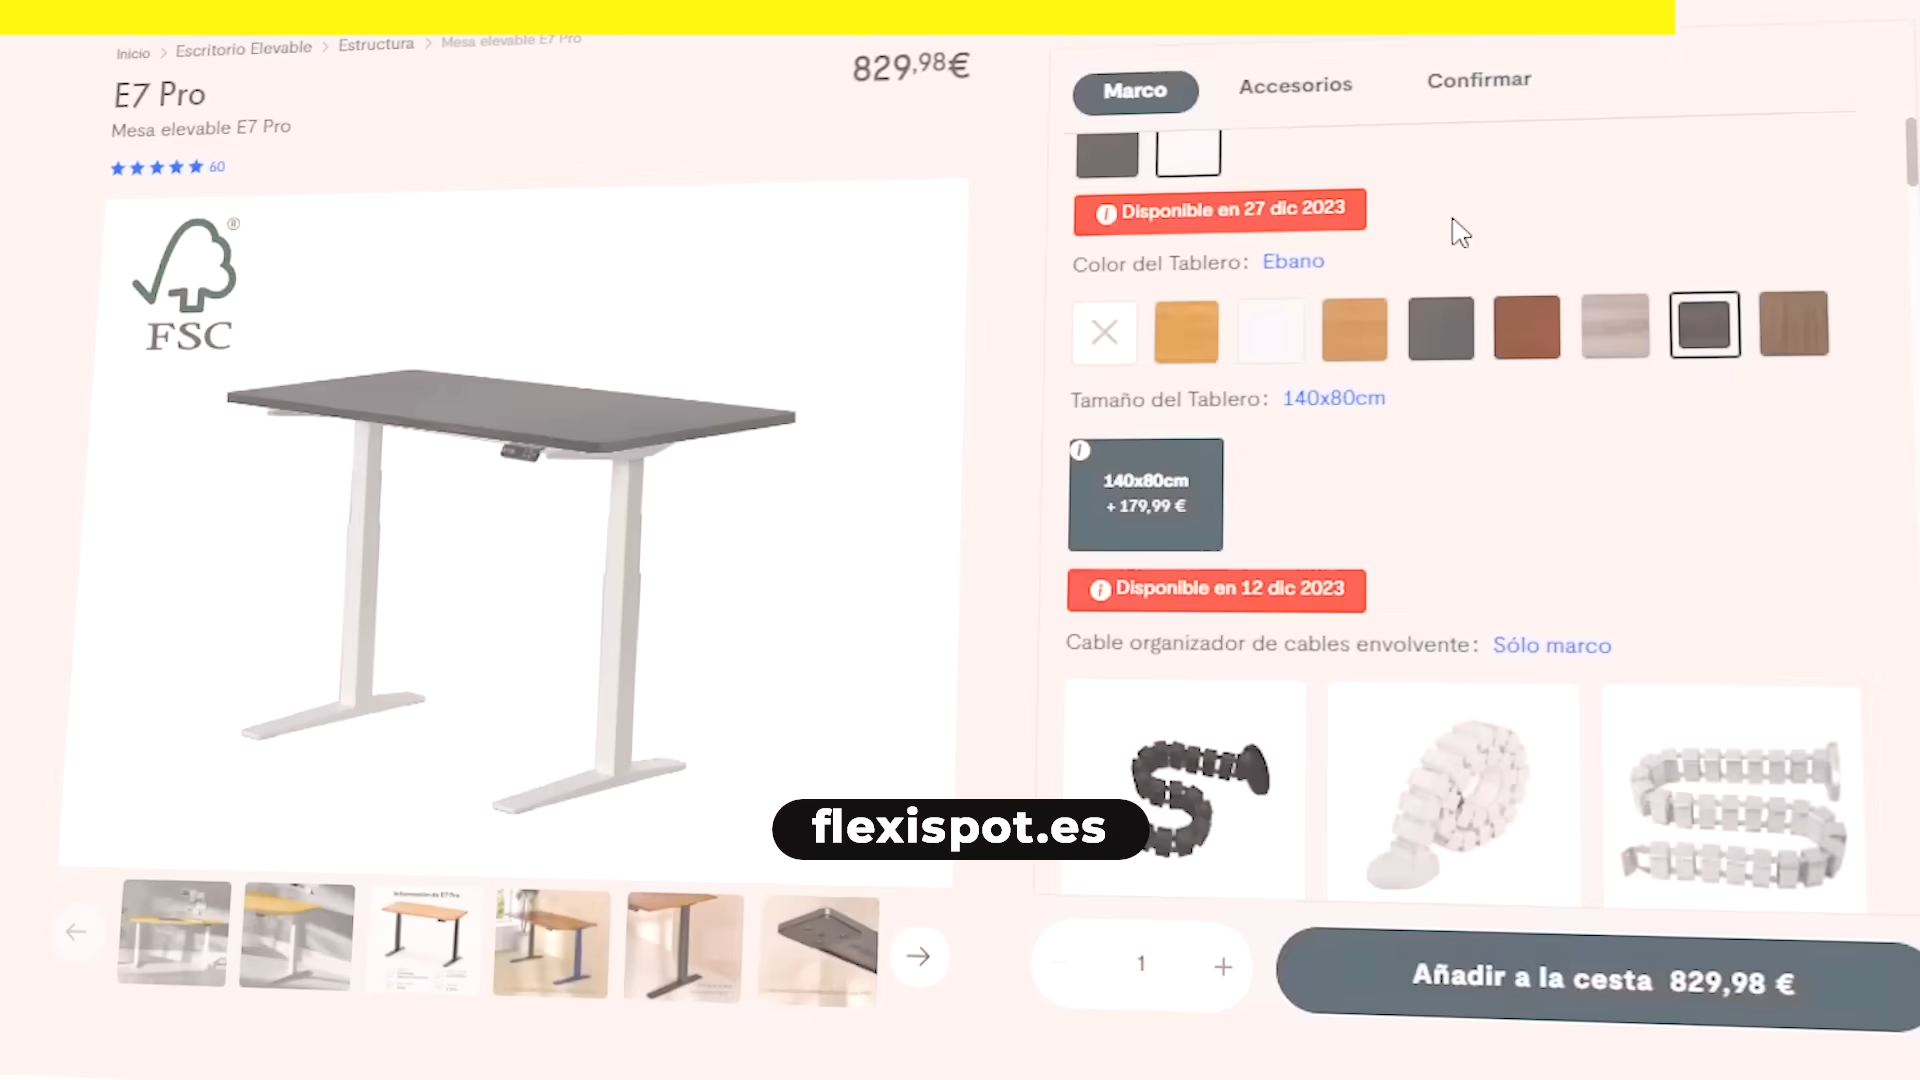 Inicio > Escritorio Elevable > Estructura > Mesa elevable E7 Pro
E7 Pro
829,98€
Mesa elevable E7 Pro
60
FSC®
Marco
Accesorios
Confirmar
Disponible en 27 dic 2023
Color del Tablero: Ebano
Tamaño del Tablero: 140x80cm
140x80cm
+ 179,99 €
Disponible en 12 dic 2023
Cable organizador de cables envolvente: Sólo marco
flexispot.es
1
Añadir a la cesta 829,98 €